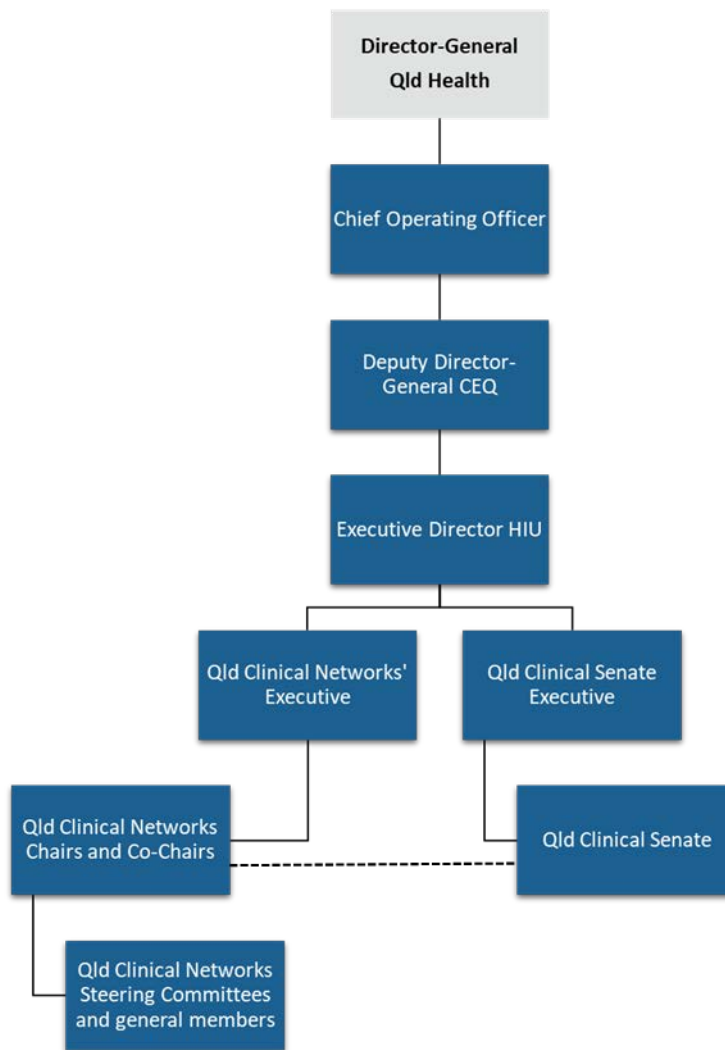 Director-General
Qld Health
Chief Operating Officer
Deputy Director-
General CEQ
Executive Director HIU
Qld Clinical Networks'
Executive
Qld Clinical Senate
Executive
Qld Clinical Networks
Chairs and Co-Chairs
Qld Clinical Senate
Qld Clinical Networks
Steering Committees
and general members